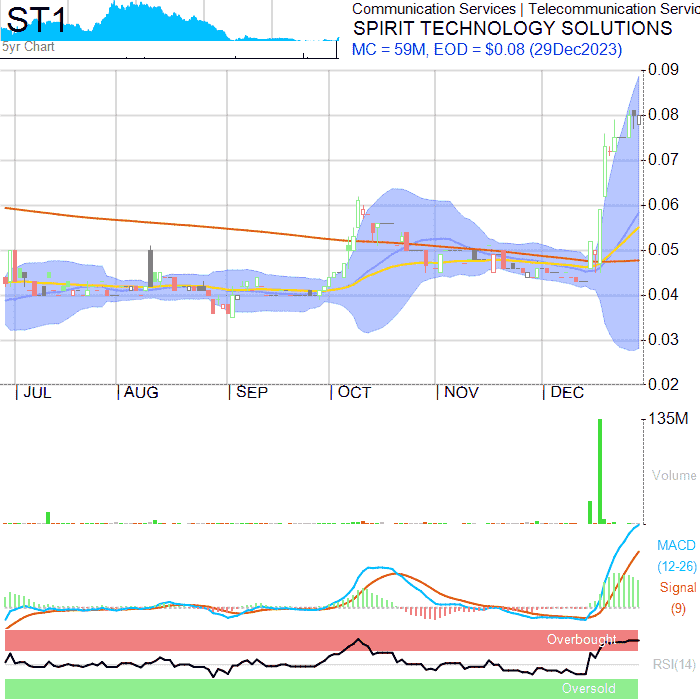 ST1
5yr Chart
Communication Services | Telecommunication Servic
SPIRIT TECHNOLOGY SOLUTIONS
MC = 59M, EOD = $0.08 (29Dec2023)
0.09
0.08
0.07
0.06
0.05
0.04
0.03
0.02
JUL AUG SEP OCT NOV DEC
135M
Volume
MACD
(12-26)
Signal
(9)
Overbought
RSI(14)
Oversold